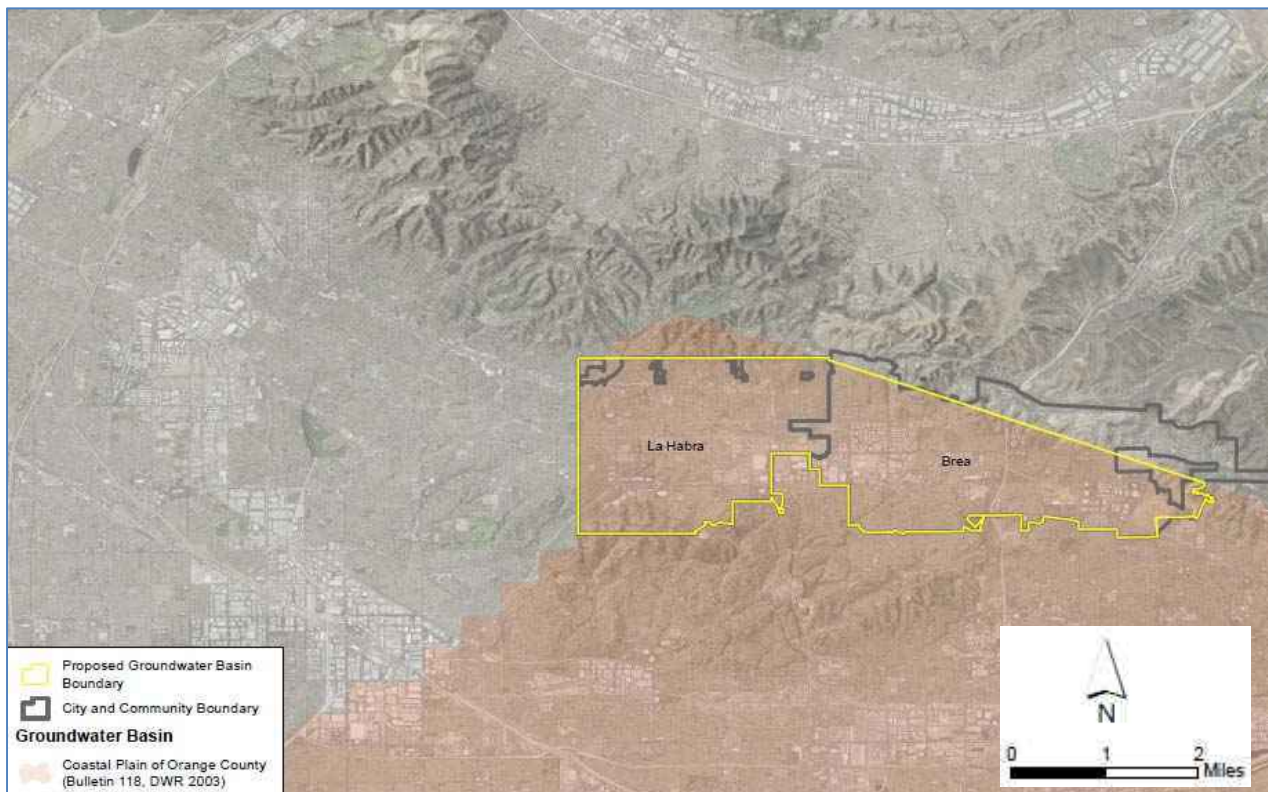 La Habra
Brea
Proposed Groundwater Basin
Boundary
City and Community Boundary
Groundwater Basin
Coastal Plain of Orange County
(Bulletin 118, DWR 2003)
N
0 1 2
Miles